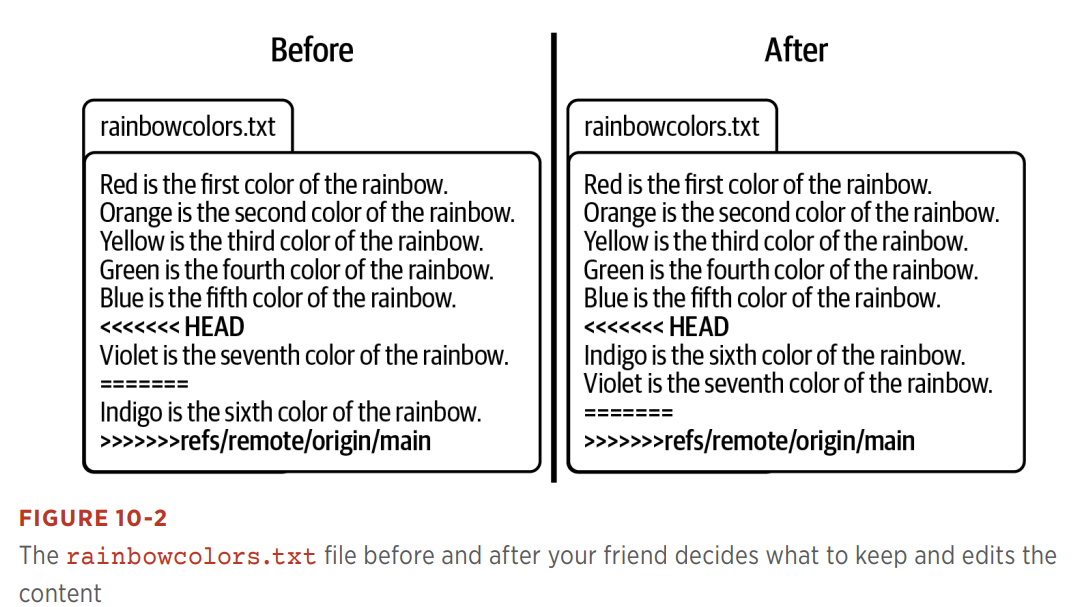 Before
rainbowcolors.txt
Red is the first color of the rainbow.
Orange is the second color of the rainbow.
Yellow is the third color of the rainbow.
Green is the fourth color of the rainbow.
Blue is the fifth color of the rainbow.
<<<<<<< HEAD
Violet is the seventh color of the rainbow.
=======
Indigo is the sixth color of the rainbow.
>>>>>>>refs/remote/origin/main
After
rainbowcolors.txt
Red is the first color of the rainbow.
Orange is the second color of the rainbow.
Yellow is the third color of the rainbow.
Green is the fourth color of the rainbow.
Blue is the fifth color of the rainbow.
<<<<<<< HEAD
Indigo is the sixth color of the rainbow.
Violet is the seventh color of the rainbow.
=======
>>>>>>>refs/remote/origin/main
FIGURE 10-2
The rainbowcolors.txt file before and after your friend decides what to keep and edits the
content